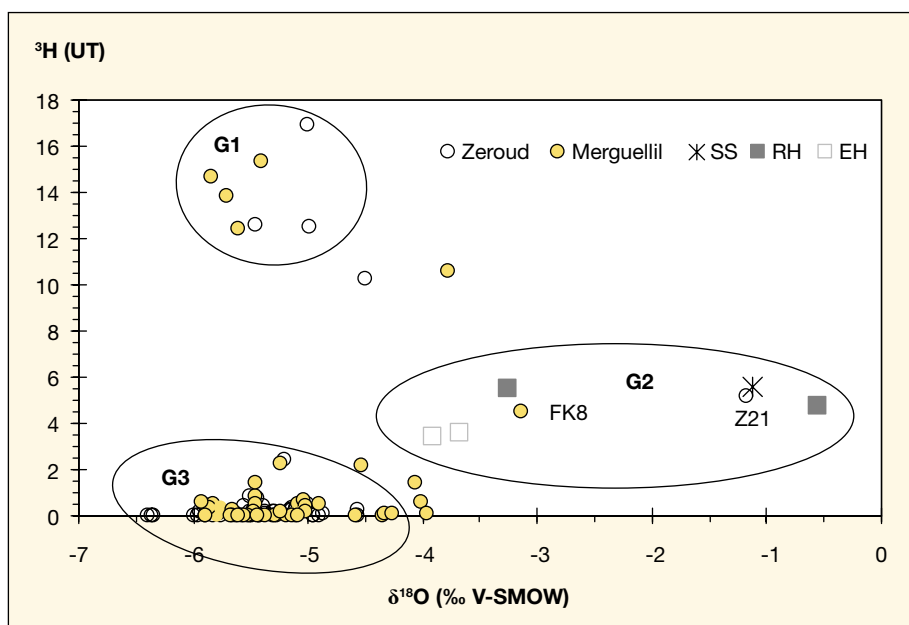 ³H (UT)
18
16
14
12
10
8
6
4
2
0
G1
Zeroud Merguellil SS RH EH
G2
FK8
Z21
G3
-7 -6 -5 -4 -3 -2 -1 0
δ¹⁸O (‰ V-SMOW)